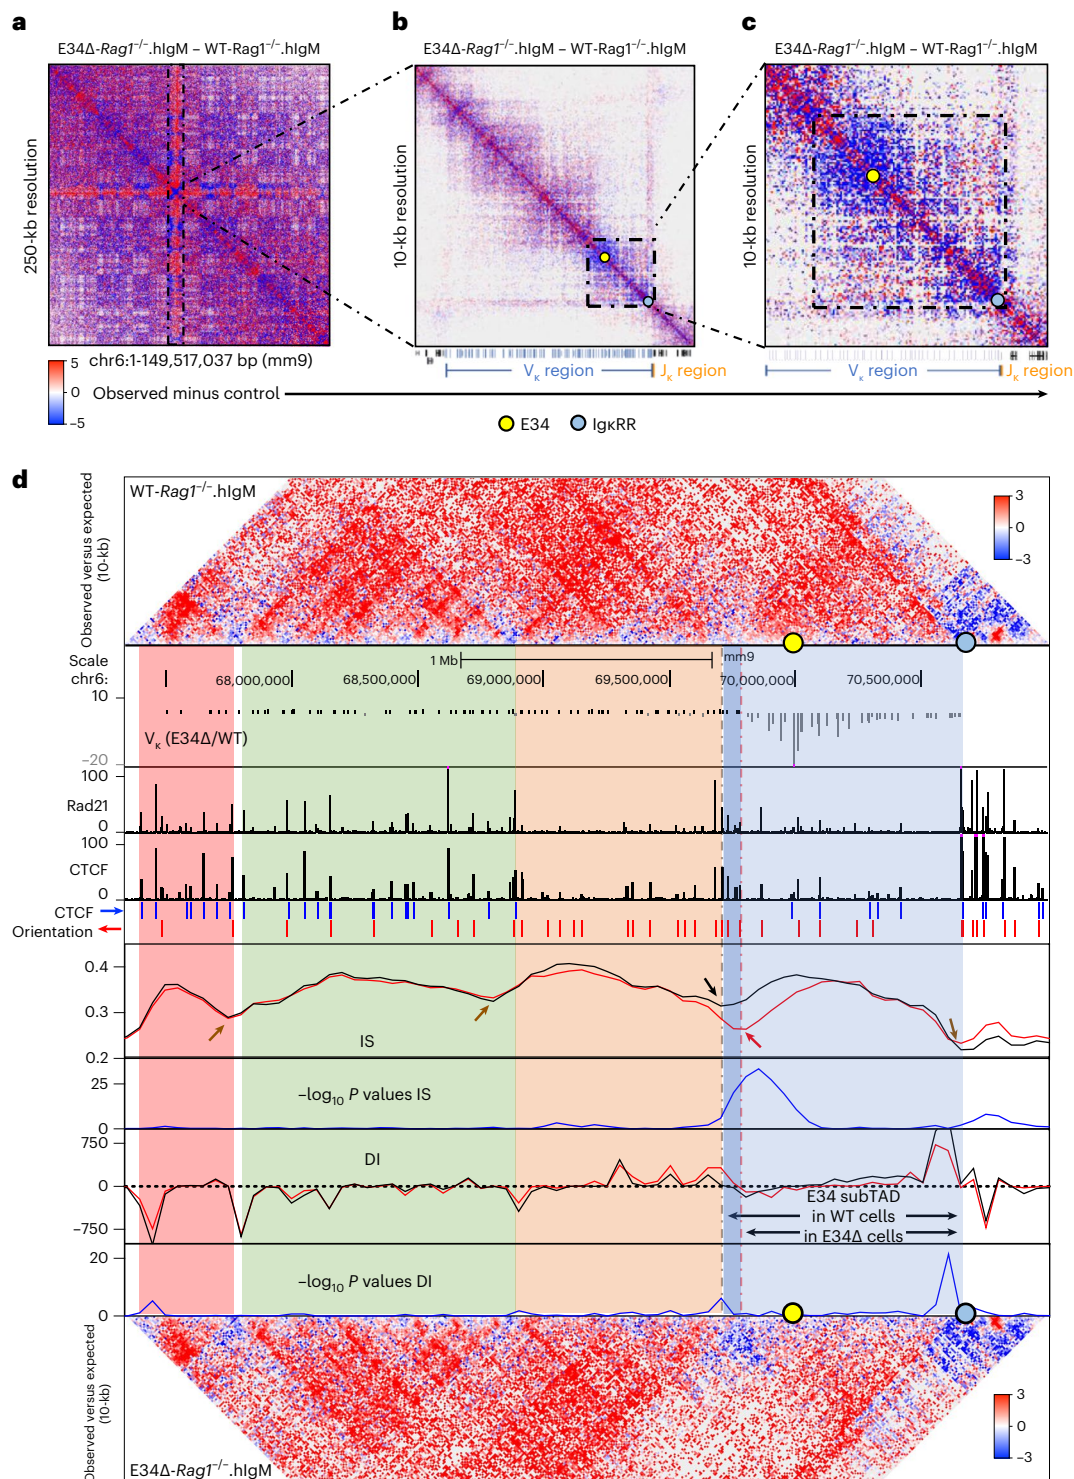 a
b
c
E34Δ-Rag1−/−.hIgM – WT-Rag1−/−.hIgM
E34Δ-Rag1−/−.hIgM – WT-Rag1−/−.hIgM
E34Δ-Rag1−/−.hIgM – WT-Rag1−/−.hIgM
250-kb resolution
10-kb resolution
10-kb resolution
5
0
−5
chr6:1-149,517,037 bp (mm9)
Observed minus control
Vκ region
Jκ region
Vκ region
Jκ region
E34
IgκRR
d
Observed versus expected
(10-kb)
WT-Rag1−/−.hIgM
3
0
−3
Scale
1 Mb
mm9
chr6:
68,000,000
68,500,000
69,000,000
69,500,000
70,000,000
70,500,000
10
Vκ (E34Δ/WT)
−20
100
Rad21
0
100
CTCF
0
CTCF
Orientation
0.4
0.3
IS
0.2
25
–log10 P values IS
0
750
DI
0
−750
E34 subTAD
in WT cells
in E34Δ cells
20
–log10 P values DI
0
Observed versus expected
(10-kb)
3
0
−3
E34Δ-Rag1−/−.hIgM